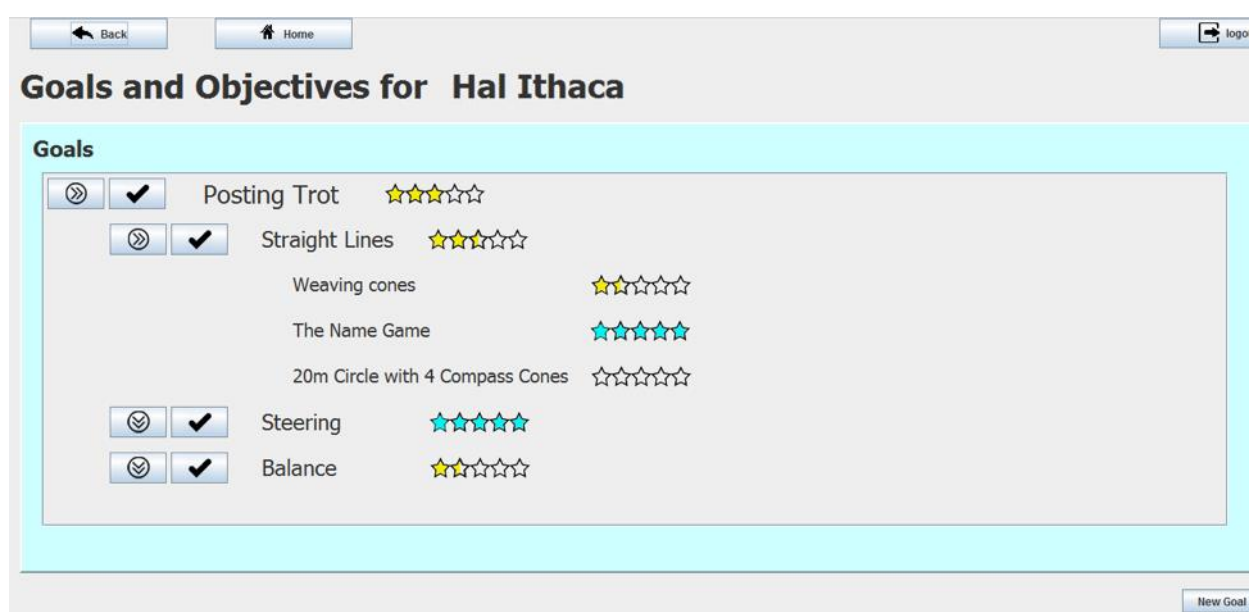 Back Home logo
Goals and Objectives for Hal Ithaca
Goals
Posting Trot
Straight Lines
Weaving cones
The Name Game
20m Circle with 4 Compass Cones
Steering
Balance
New Goal